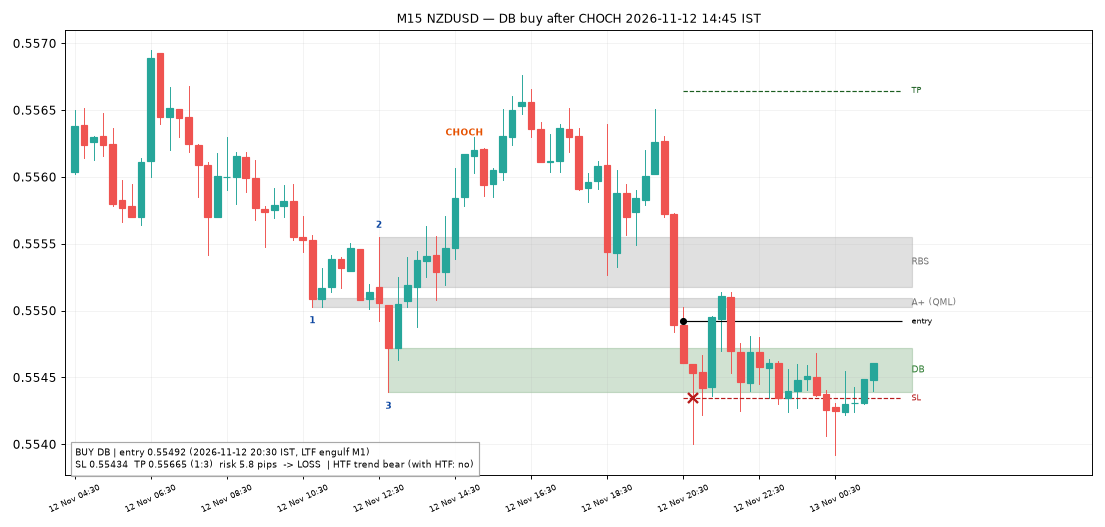 M15 NZDUSD — DB buy after CHOCH 2026-11-12 14:45 IST
0.5570
0.5565
0.5560
0.5555
0.5550
0.5545
0.5540
TP
CHOCH
2
RBS
A+ (QML)
1
entry
DB
SL
3
BUY DB | entry 0.55492 (2026-11-12 20:30 IST, LTF engulf M1)
SL 0.55434  TP 0.55665 (1:3)  risk 5.8 pips  -> LOSS  | HTF trend bear (with HTF: no)
12 Nov 04:30
12 Nov 06:30
12 Nov 08:30
12 Nov 10:30
12 Nov 12:30
12 Nov 14:30
12 Nov 16:30
12 Nov 18:30
12 Nov 20:30
12 Nov 22:30
13 Nov 00:30